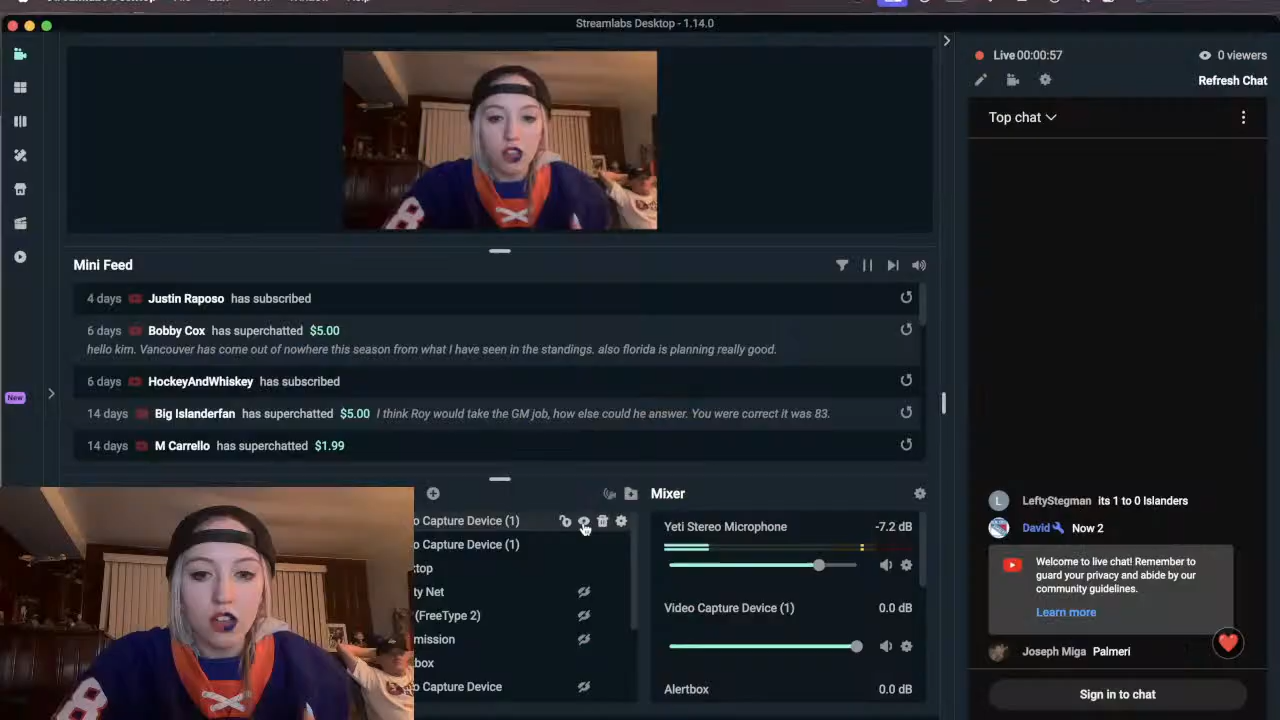 Streamlabs Desktop - 1.14.0
Live 00:00:57
0 viewers
Refresh Chat
Top chat
Mini Feed
4 days Justin Raposo has subscribed
6 days Bobby Cox has superchatted $5.00
hello kim. Vancouver has come out of nowhere this season from what I have seen in the standings. also florida is planning really good.
6 days HockeyAndWhiskey has subscribed
New
14 days Big Islanderfan has superchatted $5.00 I think Roy would take the GM job, how else could he answer. You were correct it was 83.
14 days M Carrello has superchatted $1.99
o Capture Device (1)
o Capture Device (1)
ctop
ty Net
(FreeType 2)
mission
box
o Capture Device
Mixer
Yeti Stereo Microphone -7.2 dB
Video Capture Device (1) 0.0 dB
Alertbox 0.0 dB
L LeftyStegman its 1 to 0 Islanders
David Now 2
Welcome to live chat! Remember to
guard your privacy and abide by our
community guidelines.
Learn more
Joseph Miga Palmeri
Sign in to chat